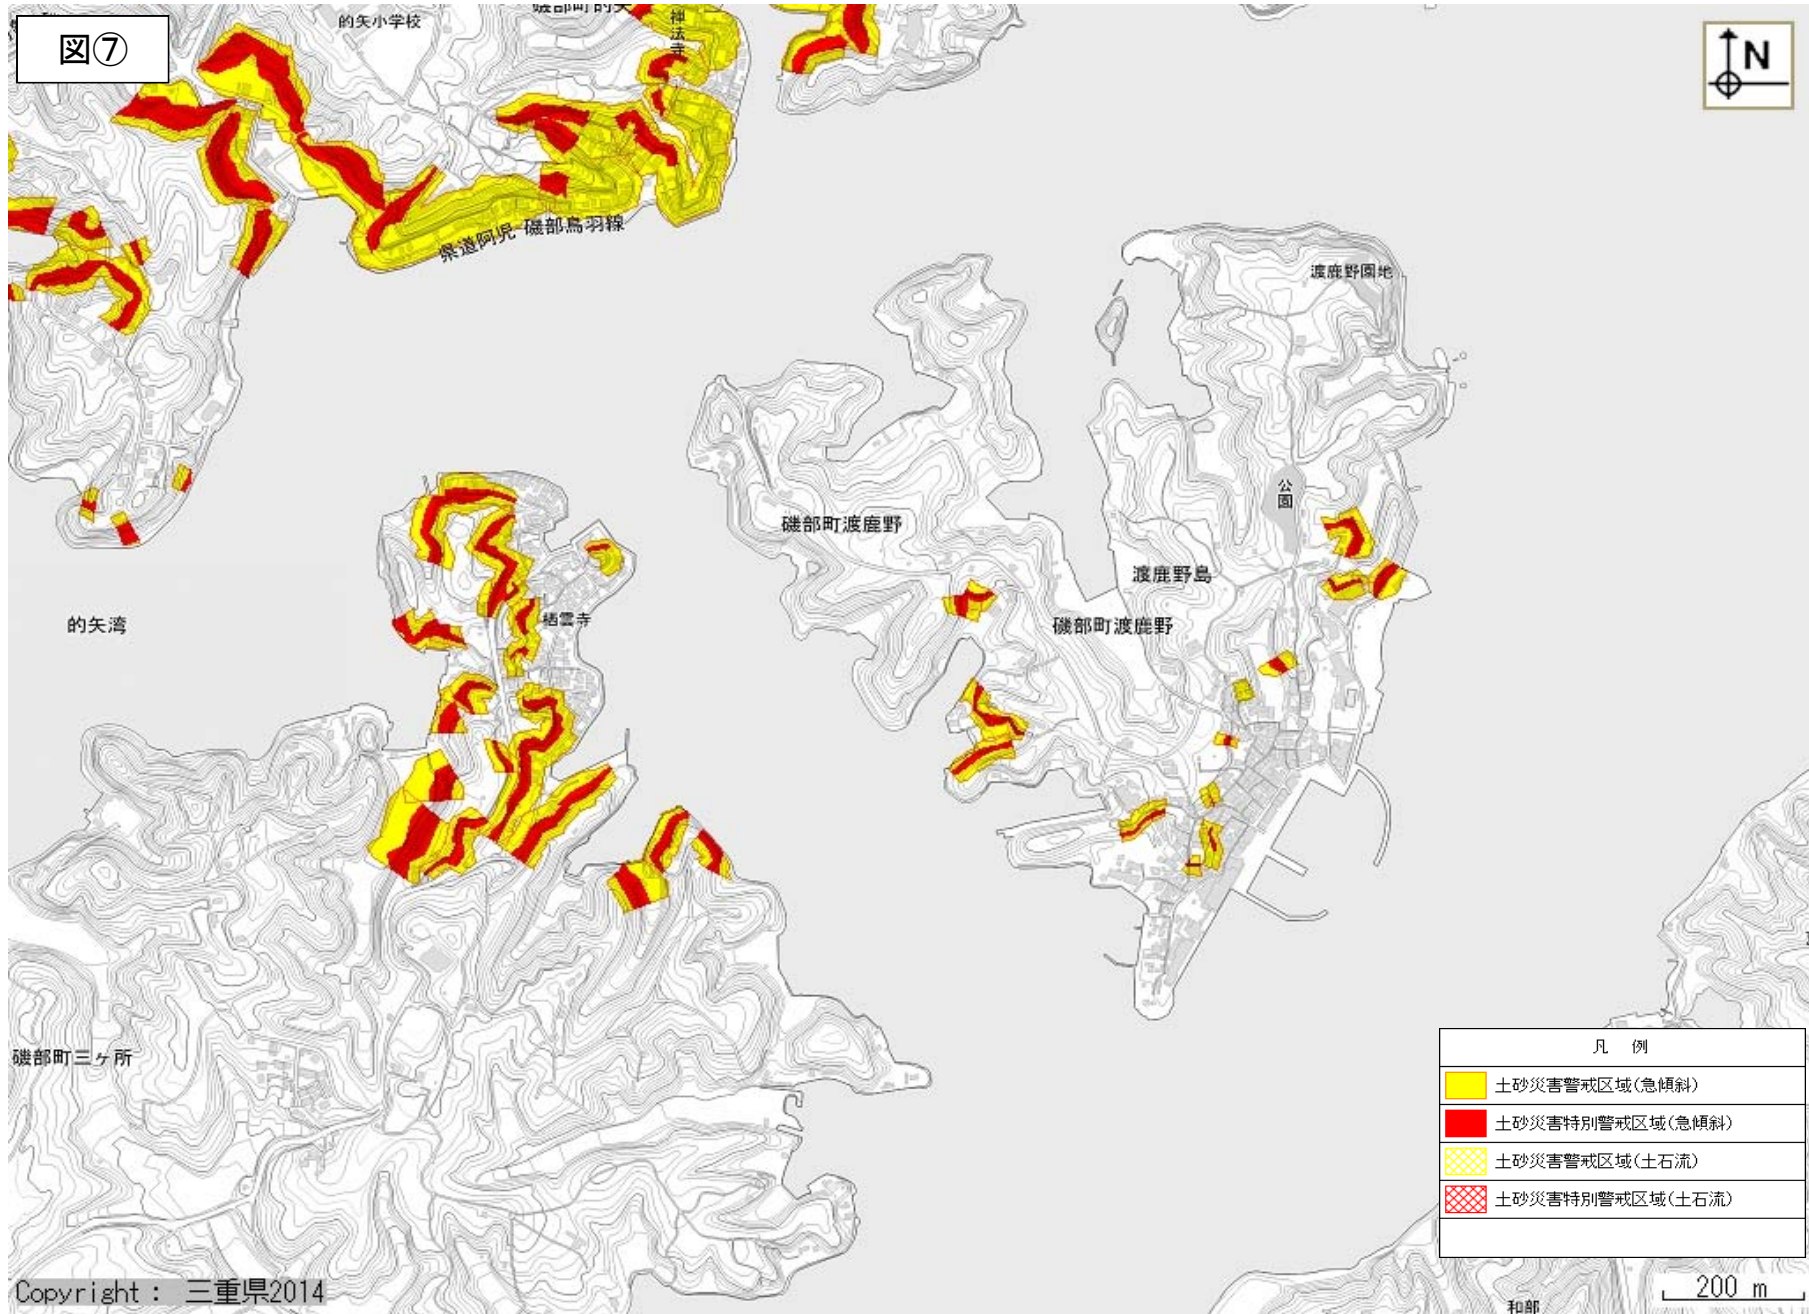 図⑦
的矢小学校
磯部町的矢
禅法寺
N
県道阿児 磯部鳥羽線
渡鹿野園地
公園
磯部町渡鹿野
渡鹿野島
的矢湾
栖雲寺
磯部町渡鹿野
磯部町三ヶ所
凡 例
土砂災害警戒区域(急傾斜)
土砂災害特別警戒区域(急傾斜)
土砂災害警戒区域(土石流)
土砂災害特別警戒区域(土石流)
Copyright : 三重県2014
200 m
和部